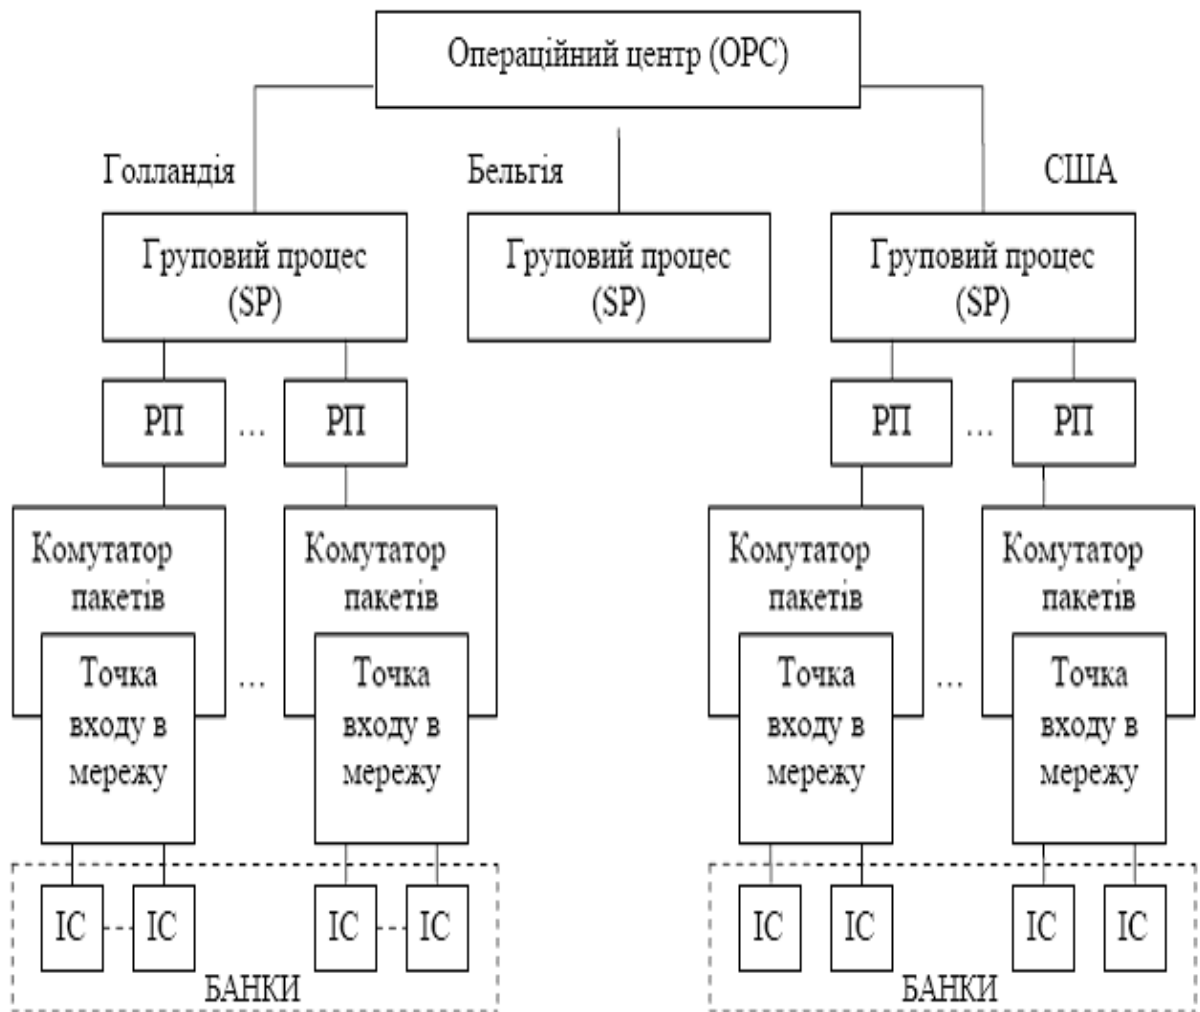 Операційний центр (ОРС)
Голландія
Бельгія
США
Груповий процес
(SP)
Груповий процес
(SP)
Груповий процес
(SP)
РП
...
РП
РП
...
РП
Комутатор
пакетів
Комутатор
пакетів
Комутатор
пакетів
Комутатор
пакетів
Точка
входу в
мережу
...
Точка
входу в
мережу
Точка
входу в
мережу
...
Точка
входу в
мережу
ІС
ІС
ІС
ІС
ІС
ІС
ІС
ІС
БАНКИ
БАНКИ